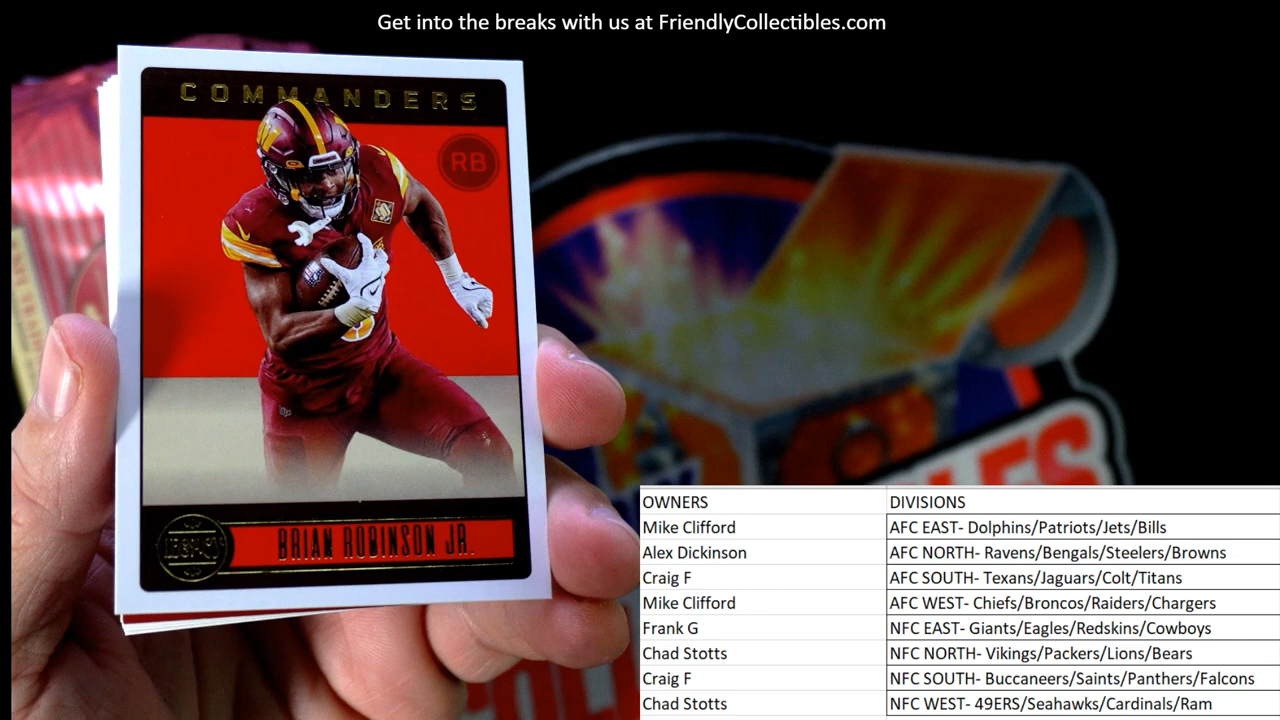 Get into the breaks with us at FriendlyCollectibles.com
COMMANDERS
RB
LEGACY
BRIAN ROBINSON JR.
OWNERS DIVISIONS
Mike Clifford AFC EAST- Dolphins/Patriots/Jets/Bills
Alex Dickinson AFC NORTH- Ravens/Bengals/Steelers/Browns
Craig F AFC SOUTH- Texans/Jaguars/Colt/Titans
Mike Clifford AFC WEST- Chiefs/Broncos/Raiders/Chargers
Frank G NFC EAST- Giants/Eagles/Redskins/Cowboys
Chad Stotts NFC NORTH- Vikings/Packers/Lions/Bears
Craig F NFC SOUTH- Buccaneers/Saints/Panthers/Falcons
Chad Stotts NFC WEST- 49ERS/Seahawks/Cardinals/Ram